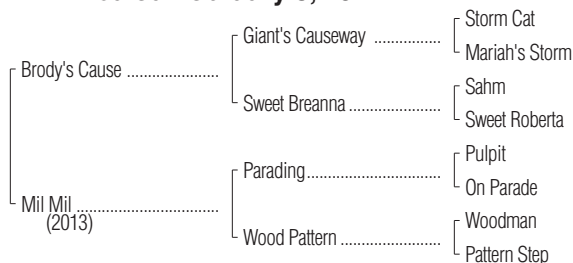 Storm Cat
Giant's Causeway ..................
Mariah's Storm
Brody's Cause .......................
Sahm
Sweet Breanna .......................
Sweet Roberta
Pulpit
Parading.................................
On Parade
Mil Mil ...................................
(2013)
Woodman
Wood Pattern .........................
Pattern Step